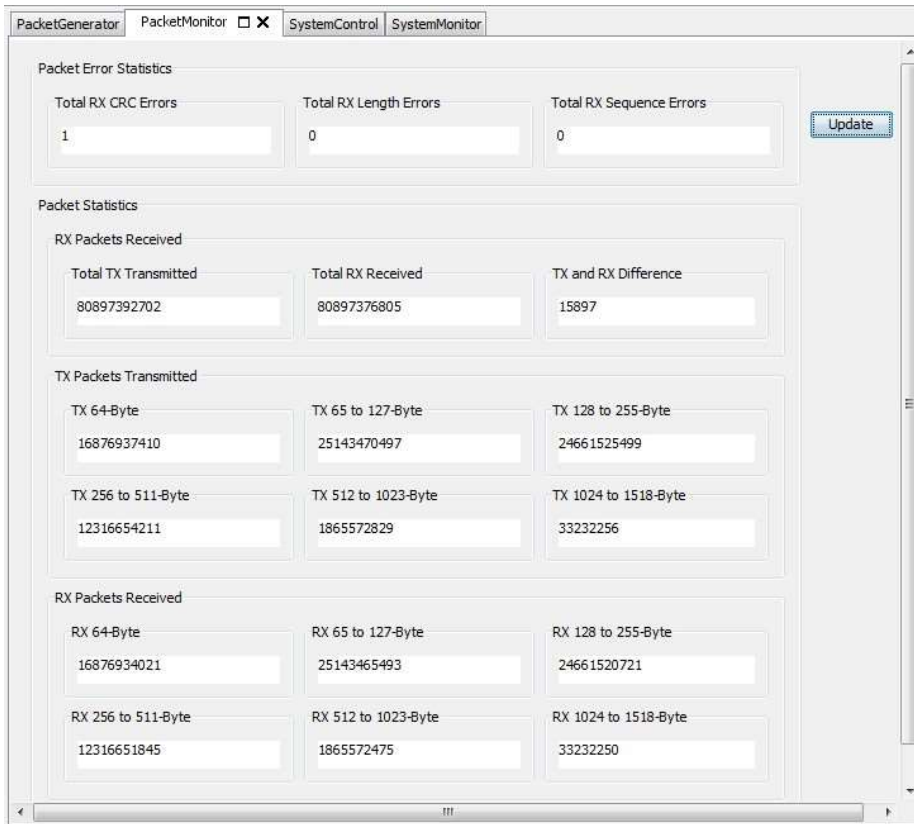 PacketGenerator PacketMonitor SystemControl SystemMonitor
Packet Error Statistics
Total RX CRC Errors Total RX Length Errors Total RX Sequence Errors
1 0 0
Update
Packet Statistics
RX Packets Received
Total TX Transmitted Total RX Received TX and RX Difference
80897392702 80897376805 15897
TX Packets Transmitted
TX 64-Byte TX 65 to 127-Byte TX 128 to 255-Byte
16876937410 25143470497 24661525499
TX 256 to 511-Byte TX 512 to 1023-Byte TX 1024 to 1518-Byte
12316654211 1865572829 33232256
RX Packets Received
RX 64-Byte RX 65 to 127-Byte RX 128 to 255-Byte
16876934021 25143465493 24661520721
RX 256 to 511-Byte RX 512 to 1023-Byte RX 1024 to 1518-Byte
12316651845 1865572475 33232250